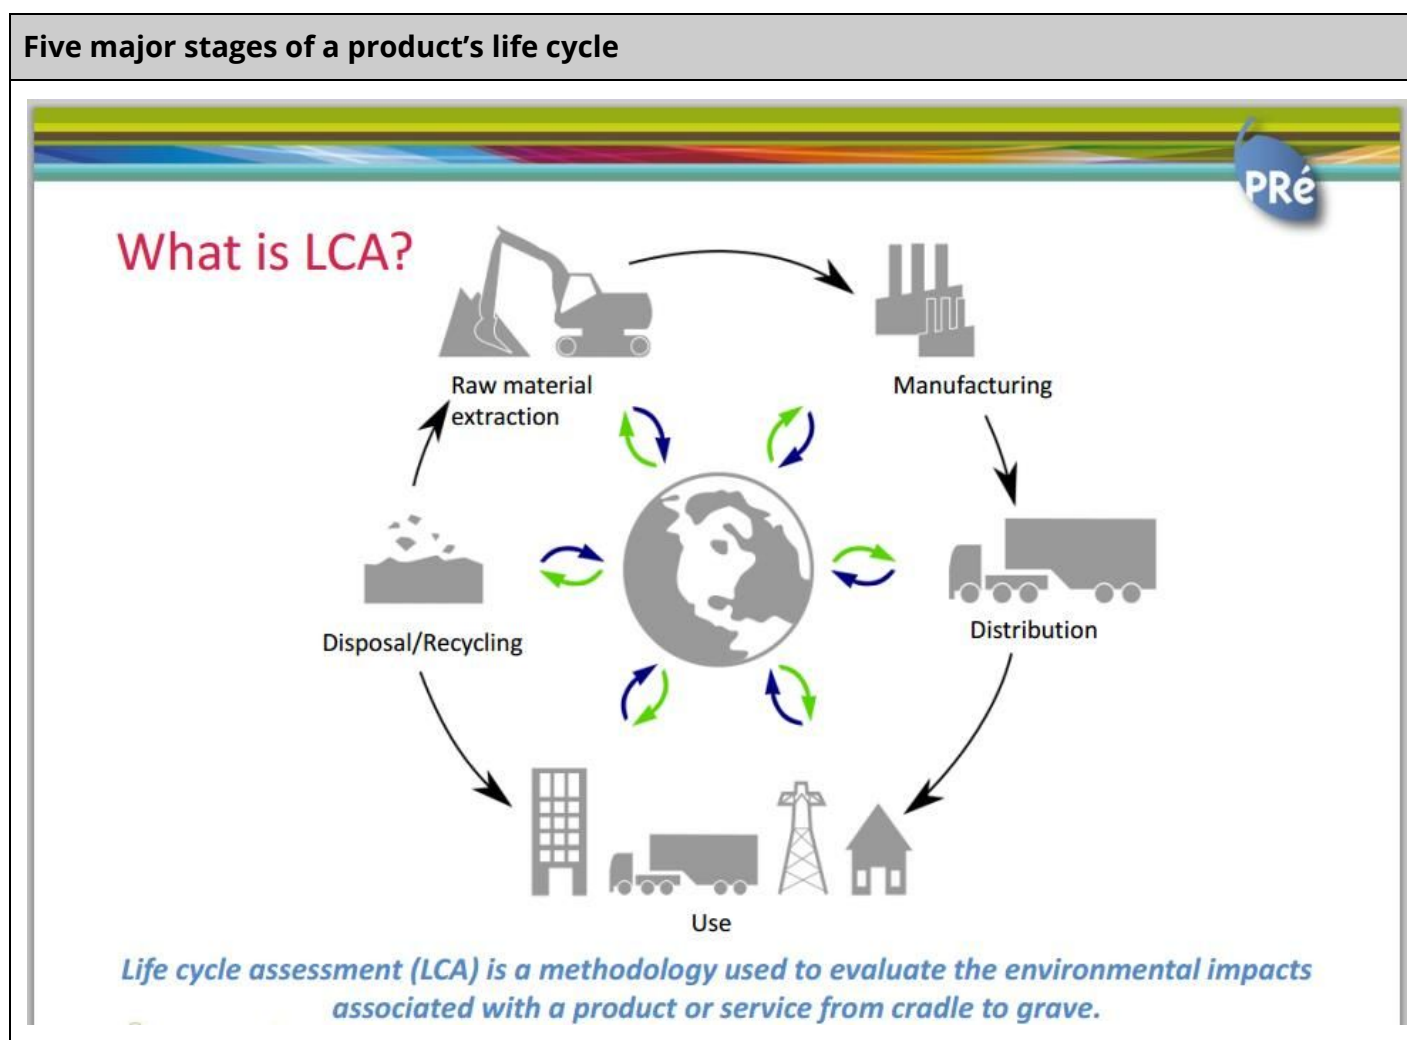 Five major stages of a product’s life cycle
PRé
What is LCA?
Raw material
extraction
Manufacturing
Disposal/Recycling
Distribution
Use
Life cycle assessment (LCA) is a methodology used to evaluate the environmental impacts
associated with a product or service from cradle to grave.